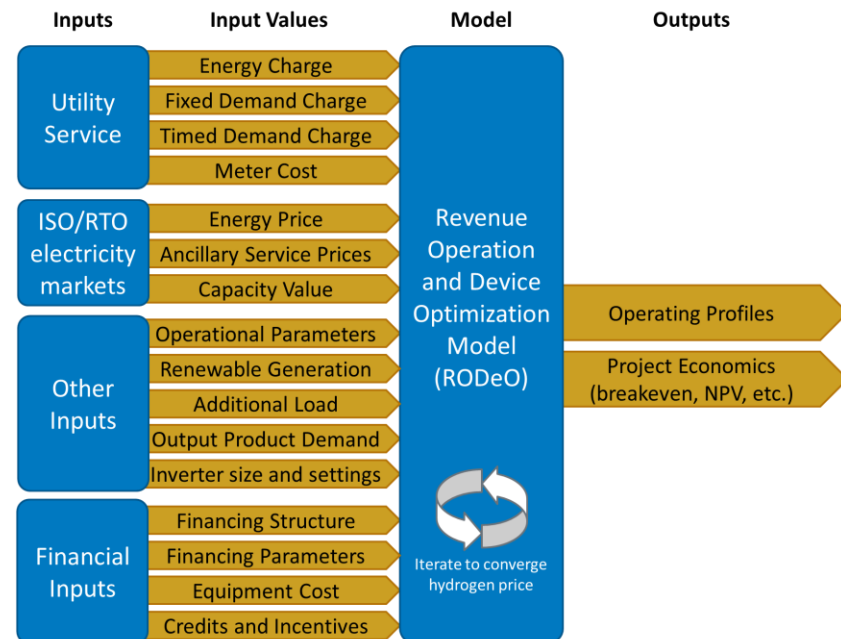 Inputs
Input Values
Model
Outputs
Utility
Service
Energy Charge
Fixed Demand Charge
Timed Demand Charge
Meter Cost
ISO/RTO
electricity
markets
Energy Price
Ancillary Service Prices
Capacity Value
Other
Inputs
Operational Parameters
Renewable Generation
Additional Load
Output Product Demand
Inverter size and settings
Financial
Inputs
Financing Structure
Financing Parameters
Equipment Cost
Credits and Incentives
Revenue
Operation
and Device
Optimization
Model
(RODeO)
Iterate to converge
hydrogen price
Operating Profiles
Project Economics
(breakeven, NPV, etc.)